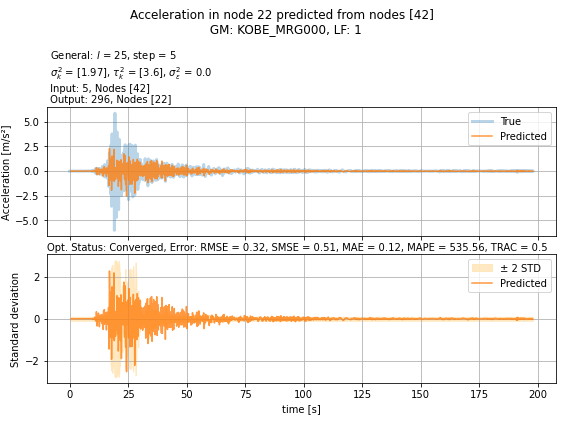 Acceleration in node 22 predicted from nodes [42]
GM: KOBE_MRG000, LF: 1
General: l = 25, step = 5
σ²ₖ = [1.97], τ²ₖ = [3.6], σ²ε = 0.0
Input: 5, Nodes [42]
Output: 296, Nodes [22]
Acceleration [m/s²]
5.0
2.5
0.0
−2.5
−5.0
True
Predicted
Opt. Status: Converged, Error: RMSE = 0.32, SMSE = 0.51, MAE = 0.12, MAPE = 535.56, TRAC = 0.5
Standard deviation
2
0
−2
± 2 STD
Predicted
0 25 50 75 100 125 150 175 200
time [s]